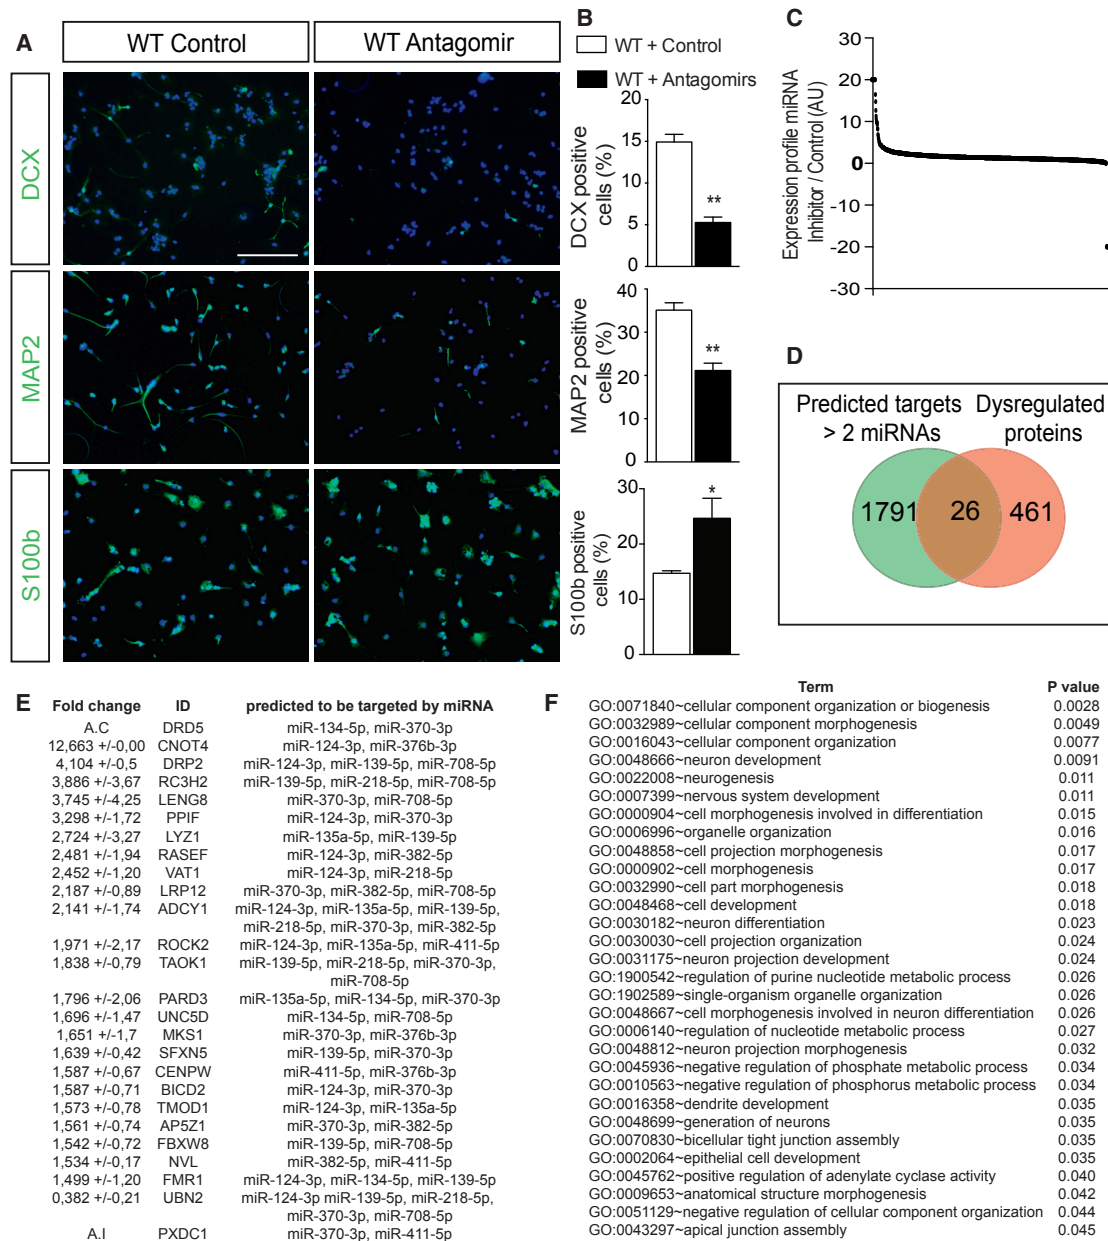 A
WT Control
WT Antagomir
DCX
MAP2
S100b
B
WT + Control
WT + Antagomirs
DCX positive
cells (%)
20
15
10
5
0
**
MAP2 positive
cells (%)
40
30
20
10
0
**
S100b positive
cells (%)
30
20
10
0
*
C
Expression profile miRNA
Inhibitor / Control (AU)
30
20
10
0
-10
-20
-30
D
Predicted targets
> 2 miRNAs
Dysregulated
proteins
1791
26
461
E
Fold change ID predicted to be targeted by miRNA
A.C DRD5 miR-134-5p, miR-370-3p
12,663 +/-0,00 CNOT4 miR-124-3p, miR-376b-3p
4,104 +/-0,5 DRP2 miR-124-3p, miR-139-5p, miR-708-5p
3,886 +/-3,67 RC3H2 miR-139-5p, miR-218-5p, miR-708-5p
3,745 +/-4,25 LENG8 miR-370-3p, miR-708-5p
3,298 +/-1,72 PPIF miR-124-3p, miR-370-3p
2,724 +/-3,27 LYZ1 miR-135a-5p, miR-139-5p
2,481 +/-1,94 RASEF miR-124-3p, miR-382-5p
2,452 +/-1,20 VAT1 miR-124-3p, miR-218-5p
2,187 +/-0,89 LRP12 miR-370-3p, miR-382-5p, miR-708-5p
2,141 +/-1,74 ADCY1 miR-124-3p, miR-135a-5p, miR-139-5p,
miR-218-5p, miR-370-3p, miR-382-5p
1,971 +/-2,17 ROCK2 miR-124-3p, miR-135a-5p, miR-411-5p
1,838 +/-0,79 TAOK1 miR-139-5p, miR-218-5p, miR-370-3p,
miR-708-5p
1,796 +/-2,06 PARD3 miR-135a-5p, miR-134-5p, miR-370-3p
1,696 +/-1,47 UNC5D miR-134-5p, miR-708-5p
1,651 +/-1,7 MKS1 miR-370-3p, miR-376b-3p
1,639 +/-0,42 SFXN5 miR-139-5p, miR-370-3p
1,587 +/-0,67 CENPW miR-411-5p, miR-376b-3p
1,587 +/-0,71 BICD2 miR-124-3p, miR-370-3p
1,573 +/-0,78 TMOD1 miR-124-3p, miR-135a-5p
1,561 +/-0,74 AP5Z1 miR-370-3p, miR-382-5p
1,542 +/-0,72 FBXW8 miR-139-5p, miR-708-5p
1,534 +/-0,17 NVL miR-382-5p, miR-411-5p
1,499 +/-1,20 FMR1 miR-124-3p, miR-134-5p, miR-139-5p
0,382 +/-0,21 UBN2 miR-124-3p miR-139-5p, miR-218-5p,
miR-370-3p, miR-708-5p
A.I PXDC1 miR-370-3p, miR-411-5p
F
Term P value
GO:0071840~cellular component organization or biogenesis 0.0028
GO:0032989~cellular component morphogenesis 0.0049
GO:0016043~cellular component organization 0.0077
GO:0048666~neuron development 0.0091
GO:0022008~neurogenesis 0.011
GO:0007399~nervous system development 0.011
GO:0000904~cell morphogenesis involved in differentiation 0.015
GO:0006996~organelle organization 0.016
GO:0048858~cell projection morphogenesis 0.017
GO:0000902~cell morphogenesis 0.017
GO:0032990~cell part morphogenesis 0.018
GO:0048468~cell development 0.018
GO:0030182~neuron differentiation 0.023
GO:0030030~cell projection organization 0.024
GO:0031175~neuron projection development 0.024
GO:1900542~regulation of purine nucleotide metabolic process 0.026
GO:1902589~single-organism organelle organization 0.026
GO:0048667~cell morphogenesis involved in neuron differentiation 0.026
GO:0006140~regulation of nucleotide metabolic process 0.027
GO:0048812~neuron projection morphogenesis 0.032
GO:0045936~negative regulation of phosphate metabolic process 0.034
GO:0010563~negative regulation of phosphorus metabolic process 0.034
GO:0016358~dendrite development 0.035
GO:0048699~generation of neurons 0.035
GO:0070830~bicellular tight junction assembly 0.035
GO:0002064~epithelial cell development 0.035
GO:0045762~positive regulation of adenylate cyclase activity 0.040
GO:0009653~anatomical structure morphogenesis 0.042
GO:0051129~negative regulation of cellular component organization 0.044
GO:0043297~apical junction assembly 0.045